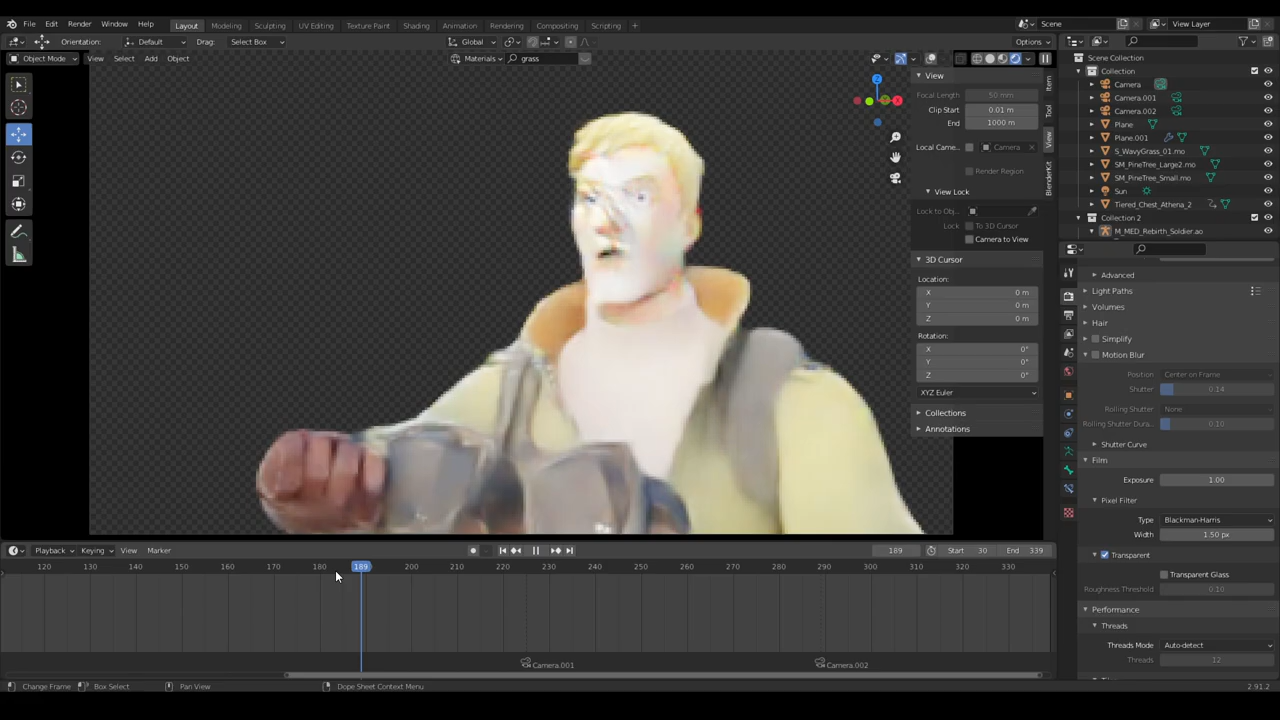 File Edit Render Window Help Layout Modeling Sculpting UV Editing Texture Paint Shading Animation Rendering Compositing Scripting + Scene View Layer
Orientation: Default Drag: Select Box Global Options
Object Mode View Select Add Object Materials grass
Scene Collection
Collection
Camera
Camera.001
Camera.002
Plane
Plane.001
S_WavyGrass_01.mo
SM_PineTree_Large2.mo
SM_PineTree_Small.mo
Sun
Tiered_Chest_Athena_2
Collection 2
M_MED_Rebirth_Soldier.ao
View
Focal Length 50 mm
Clip Start 0.01 m
End 1000 m
Local Came.. Camera
Render Region
View Lock
Lock to Obj..
Lock To 3D Cursor
Camera to View
3D Cursor
Location:
X 0 m
Y 0 m
Z 0 m
Rotation:
X 0°
Y 0°
Z 0°
XYZ Euler
Collections
Annotations
Item
Tool
View
BlenderKit
Advanced
Light Paths
Volumes
Hair
Simplify
Motion Blur
Position Center on Frame
Shutter 0.14
Rolling Shutter None
Rolling Shutter Dura.. 0.10
Shutter Curve
Film
Exposure 1.00
Pixel Filter
Type Blackman-Harris
Width 1.50 px
Transparent
Transparent Glass
Roughness Threshold 0.10
Performance
Threads
Threads Mode Auto-detect
Threads 12
Playback Keying View Marker 189 Start 30 End 339
120 130 140 150 160 170 180 189 200 210 220 230 240 250 260 270 280 290 300 310 320 330
Camera.001 Camera.002
Change Frame Box Select Pan View Dope Sheet Context Menu 2.91.2